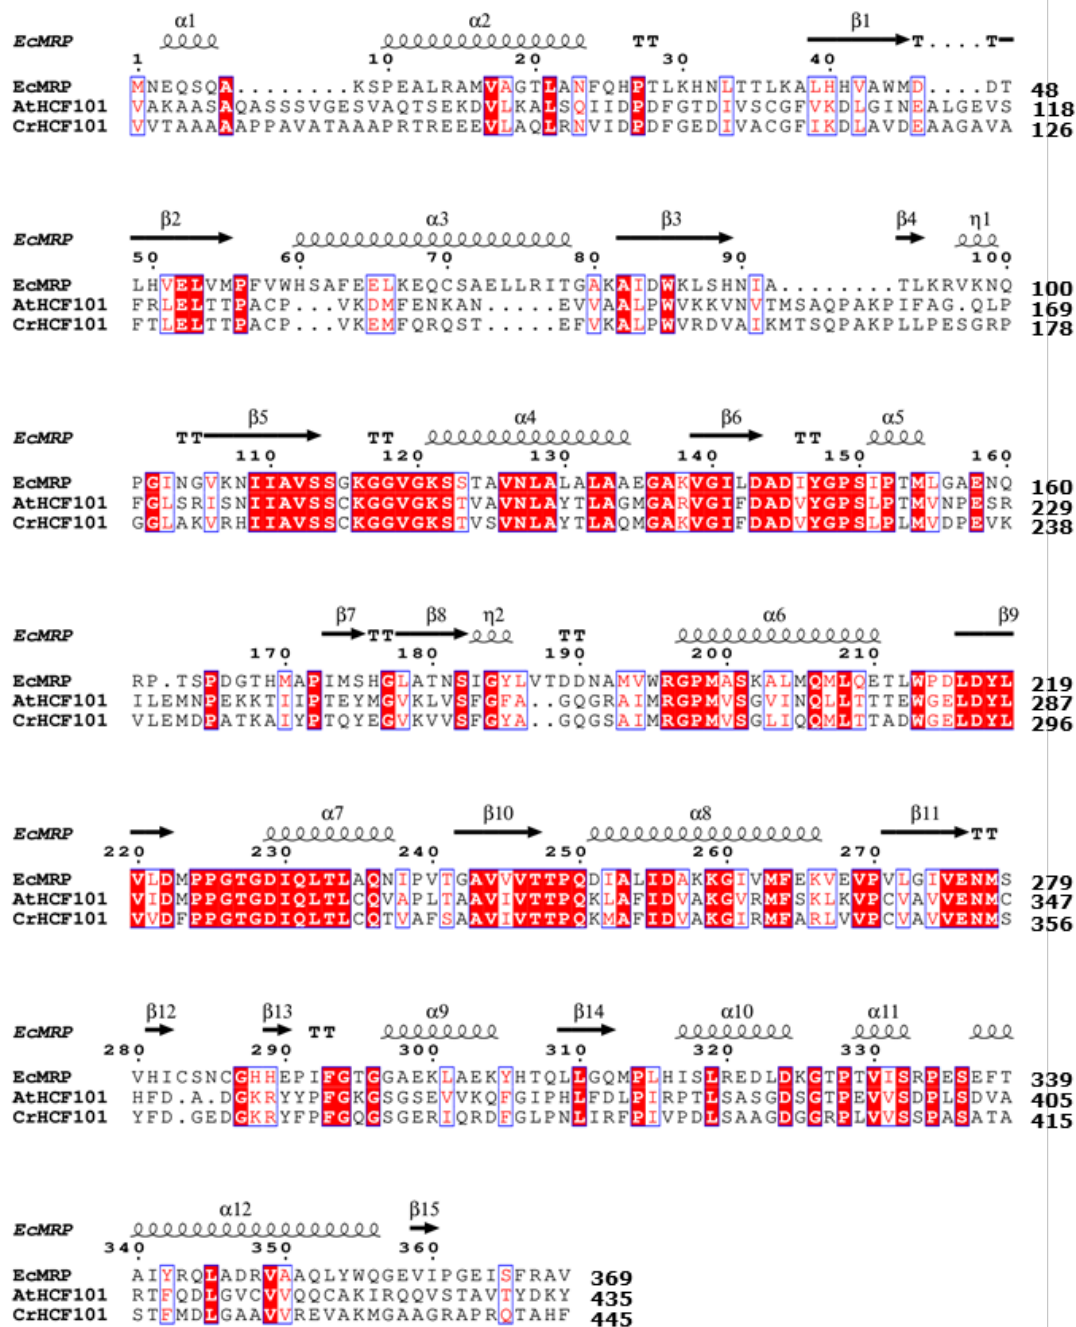 α1 α2 β1
EcMRP TT T....T
1 10 20 30 40
EcMRP MNEQSQA........KSPEALRAMVAGTLANFQHPTLKHNLTTLKALHHVAWMD....DT 48
AtHCF101 VAKAASAQASSSVGESVAQTSEKDVLKALSQIIDPDFGTDIVSCGFVKDLGINEALGEVS 118
CrHCF101 VVTAAAAAPPAVATAAAPRTREEEVLAQLRNVIDPDFGEDIVACGFIKDLAVDEAAGAVA 126
β2 α3 β3 β4 η1
EcMRP
50 60 70 80 90 100
EcMRP LHVELVMPFVWHSAFEELKEQCSAELLRITGAKAIDWKLSHNIA........TLKRVKNQ 100
AtHCF101 FRLELTTPACP...VKDMFENKAN.....EVVAALPWVKKVNVTMSAQPAKPIFAG.QLP 169
CrHCF101 FTLELTTPACP...VKEMFQRQST.....EFVKALPWVRDVAIKMTSQPAKPLLPESGRP 178
β5 α4 β6 α5
EcMRP TT TT TT
110 120 130 140 150 160
EcMRP PGINGVKNIIAVSSGKGGVGKSSTAVNLALALAAEGAKVGILDADIYGPSIPTMLGAENQ 160
AtHCF101 FGLSRISNIIAVSSCKGGVGKSTVAVNLAYTLAGMGARVGIFDADVYGPSLPTMVNPESR 229
CrHCF101 GGLAKVRHIIAVSSCKGGVGKSTVSVNLAYTLAQMGARVGIFDADVYGPSLPLMVDPEVK 238
β7 β8 η2 α6 β9
EcMRP TT TT
170 180 190 200 210
EcMRP RP.TSPDGTHMAPIMSHGLATNSIGYLVTDDNAMVWRGPMASKALMQMLQETLWPDLDYL 219
AtHCF101 ILEMNPEKKTIIPTEYMGVKLVSFGFA..GQGRAIMRGPMVSGVINQLLTTTEWGELDYL 287
CrHCF101 VLEMDPATKAIYPTQYEGVKVVSFGYA..GQGSAIMRGPMVSGLIQQMLTTADWGELDYL 296
α7 β10 α8 β11
EcMRP TT
220 230 240 250 260 270
EcMRP VLDMPPGTGDIQLTLAQNIPVTGAVVVTTPQDIALIDAKKGIVMFEKVEVPVLGIVENMS 279
AtHCF101 VIDMPPGTGDIQLTLCQVAPLTAAVIVTTPQKLAFIDVAKGVRMFSKLKVPCVAVVENMC 347
CrHCF101 VVDFPPGTGDIQLTLCQVVAFSAAVIVTTPQKMAFIDVAKGIRMFARLVVPCVAVVENMS 356
β12 β13 α9 β14 α10 α11
EcMRP TT
280 290 300 310 320 330
EcMRP VHICSNCGHHEPIFGTGGAEKLAEKYHTQLLGQMPLHISLREDLDKGTPTVISRPESEFT 339
AtHCF101 HFD.A.DGKRYYPFGKGSGSEVVKQFGIPHLFDLPIRPTLSASGDSGTPEVVSDPLSDVA 405
CrHCF101 YFD.GEDGKRYFPFGQGSGERIQRDFGLPNLIRFPIVPDLSAAGDGGRPLVVSSPASATA 415
α12 β15
EcMRP
340 350 360
EcMRP AIYRQLADRVAAQLYWQGEVIPGEISFRAV 369
AtHCF101 RTFQDLGVCVVQQCAKIRQQVSTAVTYDKY 435
CrHCF101 STFMDLGAAVVREVAKMGAAGRAPRQTAHF 445